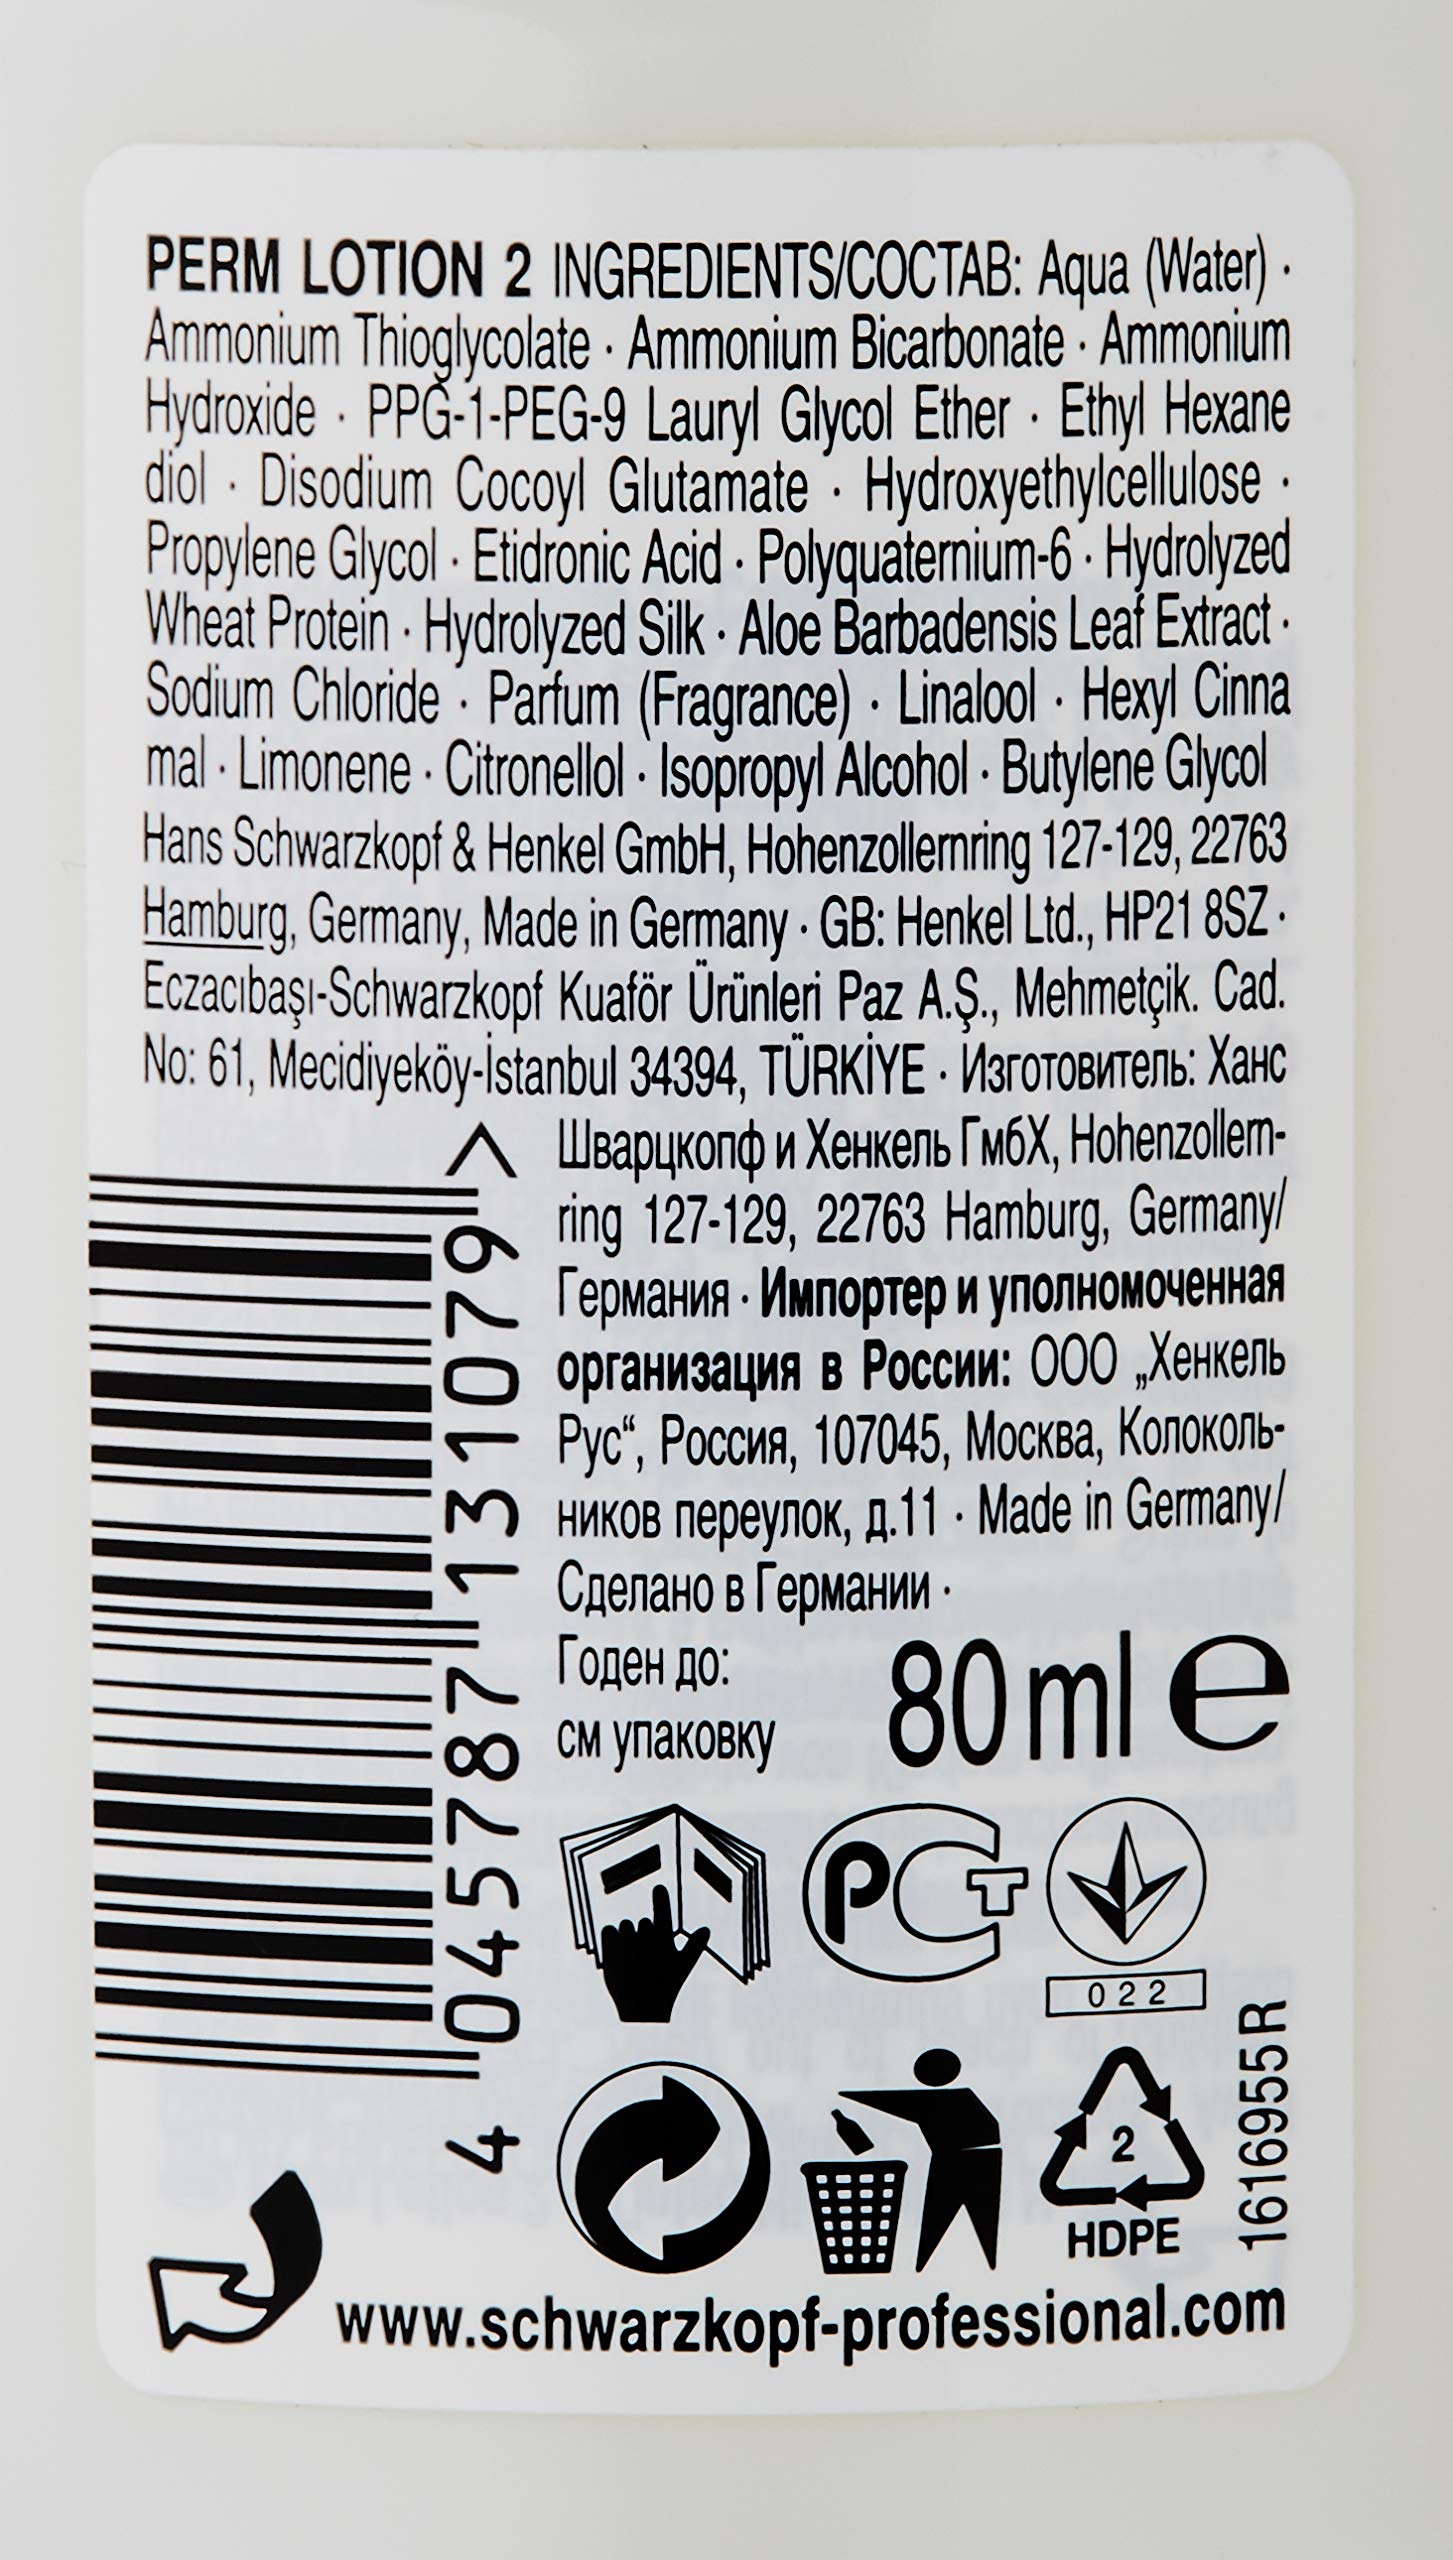 PERM LOTION 2 INGREDIENTS/СОСТАВ: Aqua (Water) ·
Ammonium Thioglycolate · Ammonium Bicarbonate · Ammonium
Hydroxide · PPG-1-PEG-9 Lauryl Glycol Ether · Ethyl Hexane
diol · Disodium Cocoyl Glutamate · Hydroxyethylcellulose ·
Propylene Glycol · Etidronic Acid · Polyquaternium-6 · Hydrolyzed
Wheat Protein · Hydrolyzed Silk · Aloe Barbadensis Leaf Extract ·
Sodium Chloride · Parfum (Fragrance) · Linalool · Hexyl Cinna
mal · Limonene · Citronellol · Isopropyl Alcohol · Butylene Glycol
Hans Schwarzkopf & Henkel GmbH, Hohenzollernring 127-129, 22763
Hamburg, Germany, Made in Germany · GB: Henkel Ltd., HP21 8SZ ·
Eczacıbaşı-Schwarzkopf Kuaför Ürünleri Paz A.Ş., Mehmetçik. Cad.
No: 61, Mecidiyeköy-İstanbul 34394, TÜRKİYE · Изготовитель: Ханс
Шварцкопф и Хенкель ГмбХ, Hohenzollern-
ring 127-129, 22763 Hamburg, Germany/
Германия · Импортер и уполномоченная
организация в России: ООО „Хенкель
Рус“, Россия, 107045, Москва, Колоколь-
ников переулок, д.11 · Made in Germany/
Сделано в Германии ·
Годен до:
см упаковку
80 ml e
4 045787 131079 >
РСТ
022
2
HDPE
161695 5R
www.schwarzkopf-professional.com